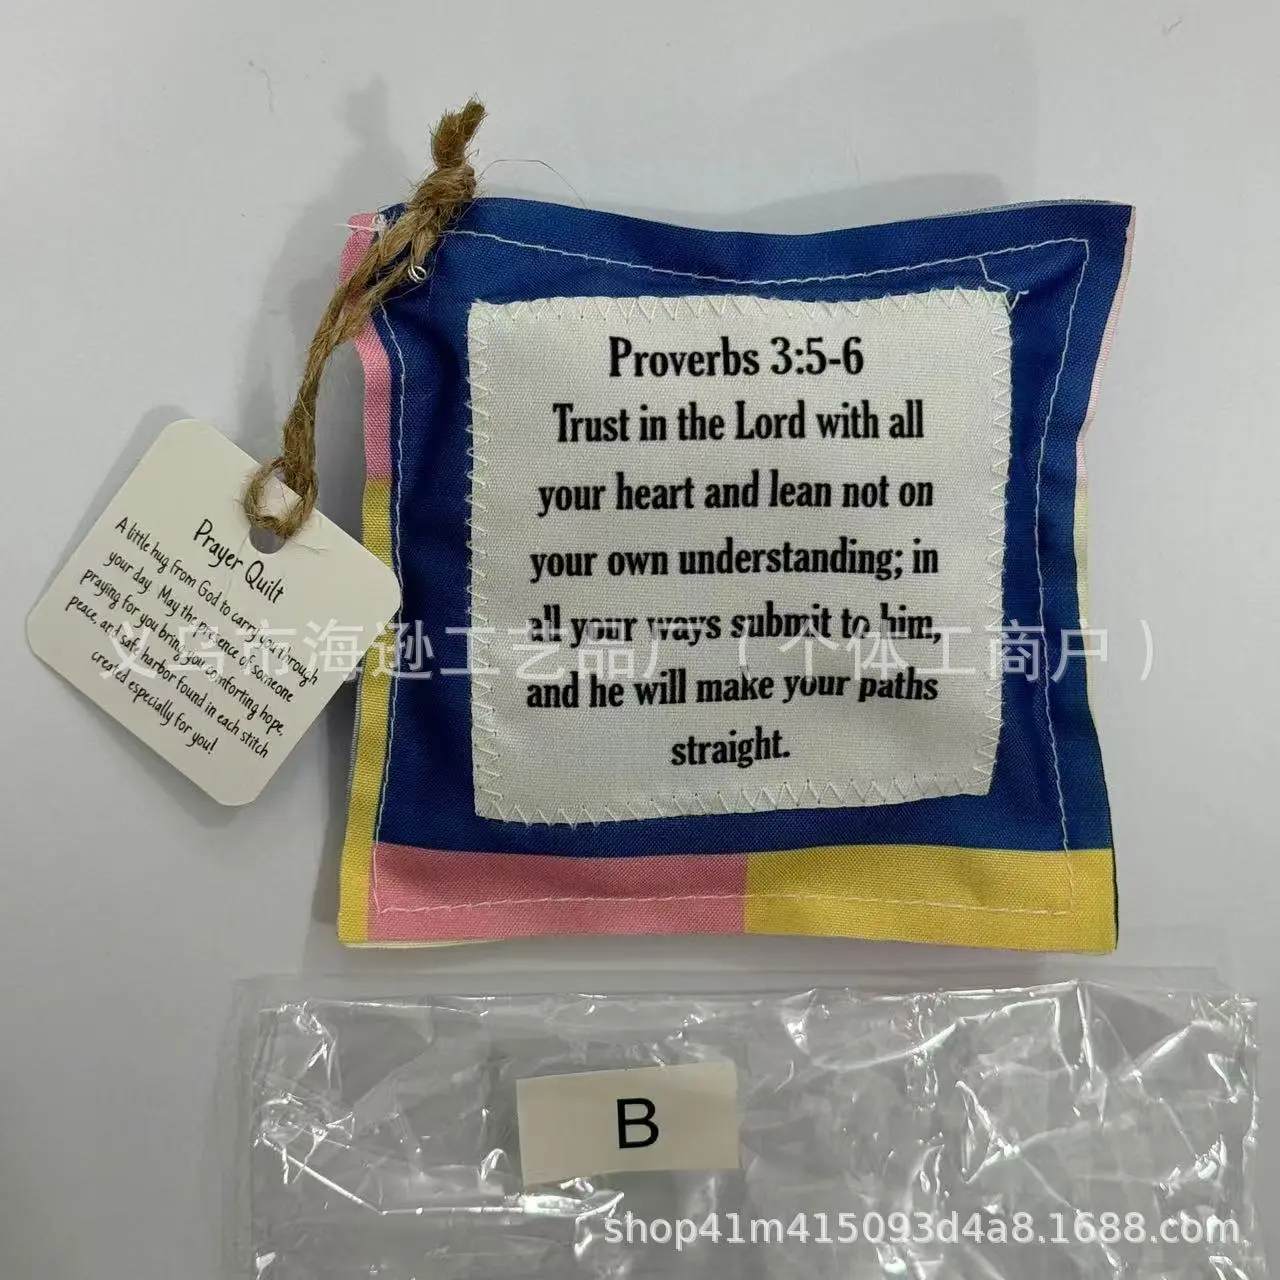 Proverbs 3:5-6
Trust in the Lord with all
your heart and lean not on
your own understanding; in
all your ways submit to him,
and he will make your paths
straight.
Prayer Quilt
A little hug from God to carry you through
your day. May the presence of someone
praying for you bring you comforting hope,
peace, and safe harbor found in each stitch
created especially for you!
义乌市海逊工艺品厂（个体工商户）
B
shop41m415093d4a8.1688.com